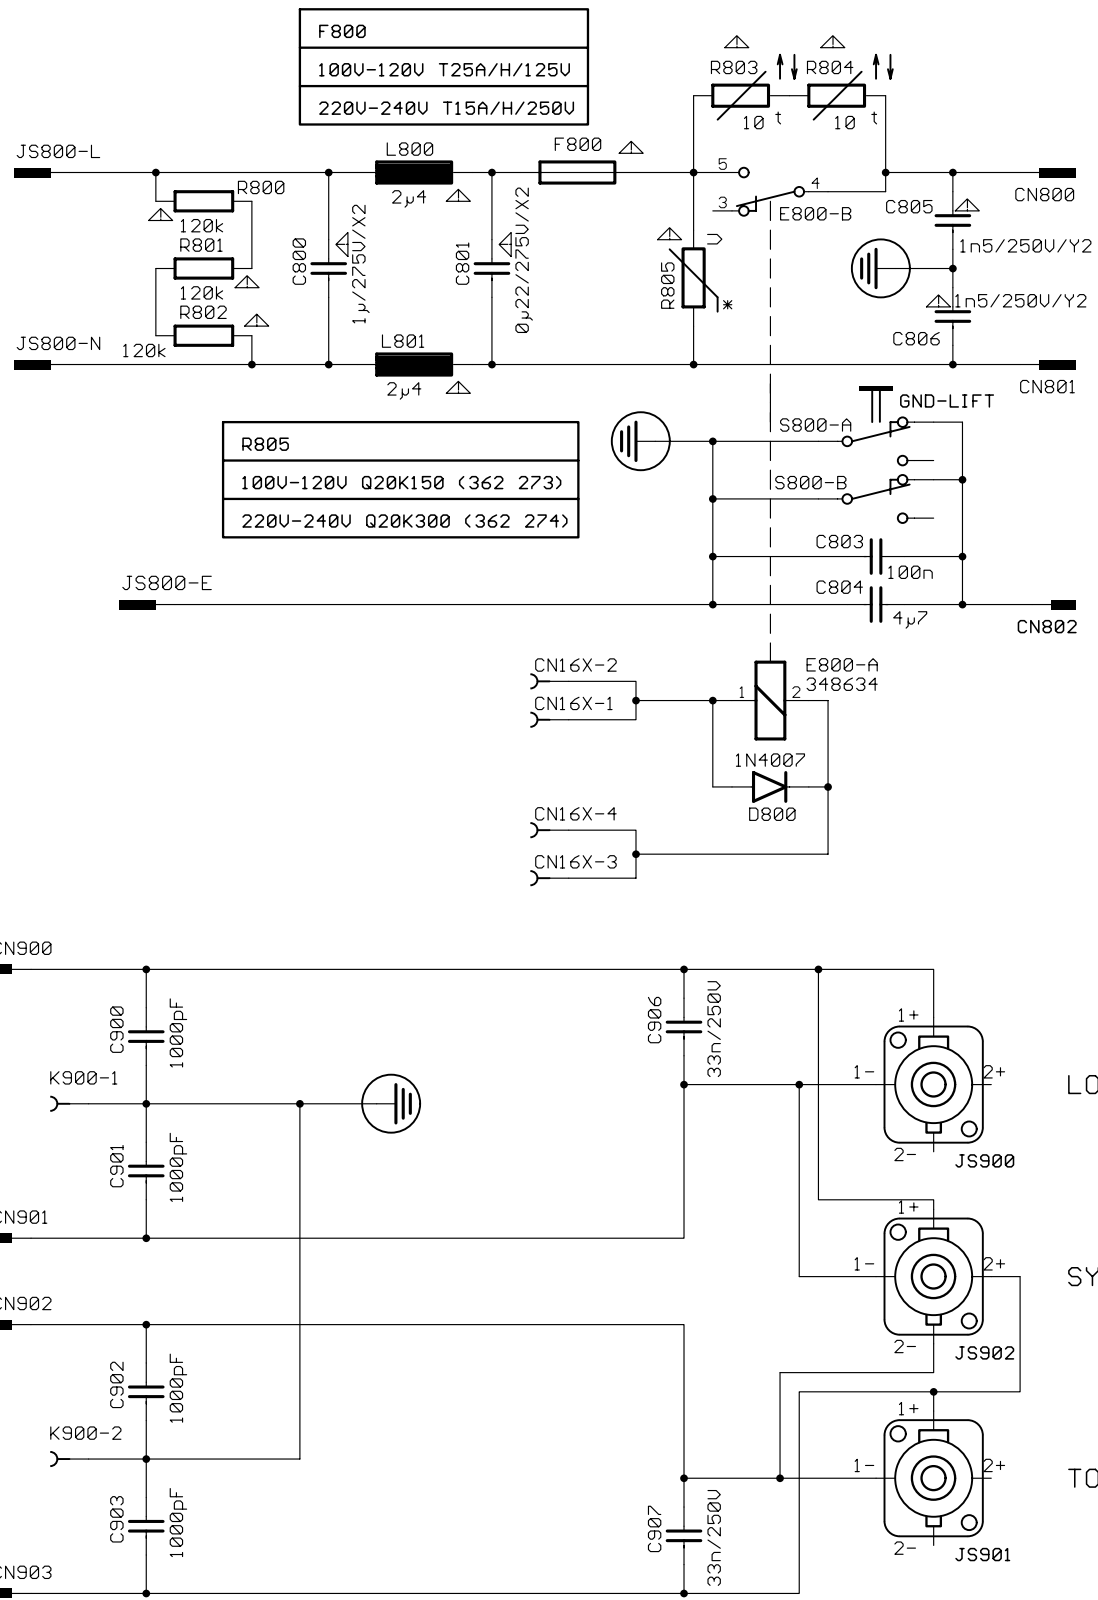 F800
100V-120V T25A/H/125V
220V-240V T15A/H/250V
R803
R804
10 t
10 t
JS800-L
L800
2µ4
F800
5
4
3
E800-B
CN800
R800
120k
R801
120k
R802
120k
C800
1µ/275V/X2
C801
0µ22/275V/X2
R805
U
*
C805
1n5/250V/Y2
1n5/250V/Y2
C806
JS800-N
L801
2µ4
CN801
GND-LIFT
S800-A
S800-B
R805
100V-120V Q20K150 (362 273)
220V-240V Q20K300 (362 274)
C803
100n
C804
4µ7
JS800-E
CN802
CN16X-2
CN16X-1
E800-A
348634
1
2
1N4007
D800
CN16X-4
CN16X-3
CN900
C900
1000pF
K900-1
C901
1000pF
CN901
C906
33n/250V
1+
1-
2+
2-
JS900
LO
1+
1-
2+
2-
JS902
SY
CN902
C902
1000pF
K900-2
C903
1000pF
CN903
C907
33n/250V
1+
1-
2+
2-
JS901
TO